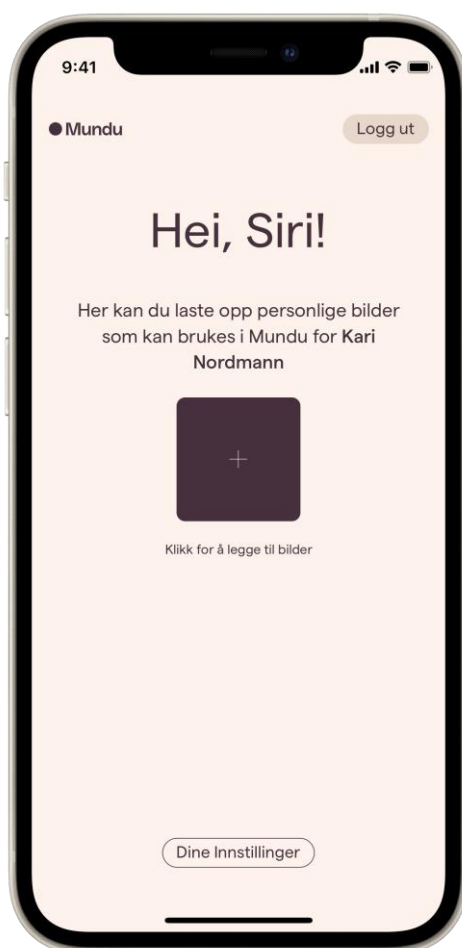 9:41
Mundu
Logg ut
Hei, Siri!
Her kan du laste opp personlige bilder
som kan brukes i Mundu for Kari
Nordmann
Klikk for å legge til bilder
Dine Innstillinger